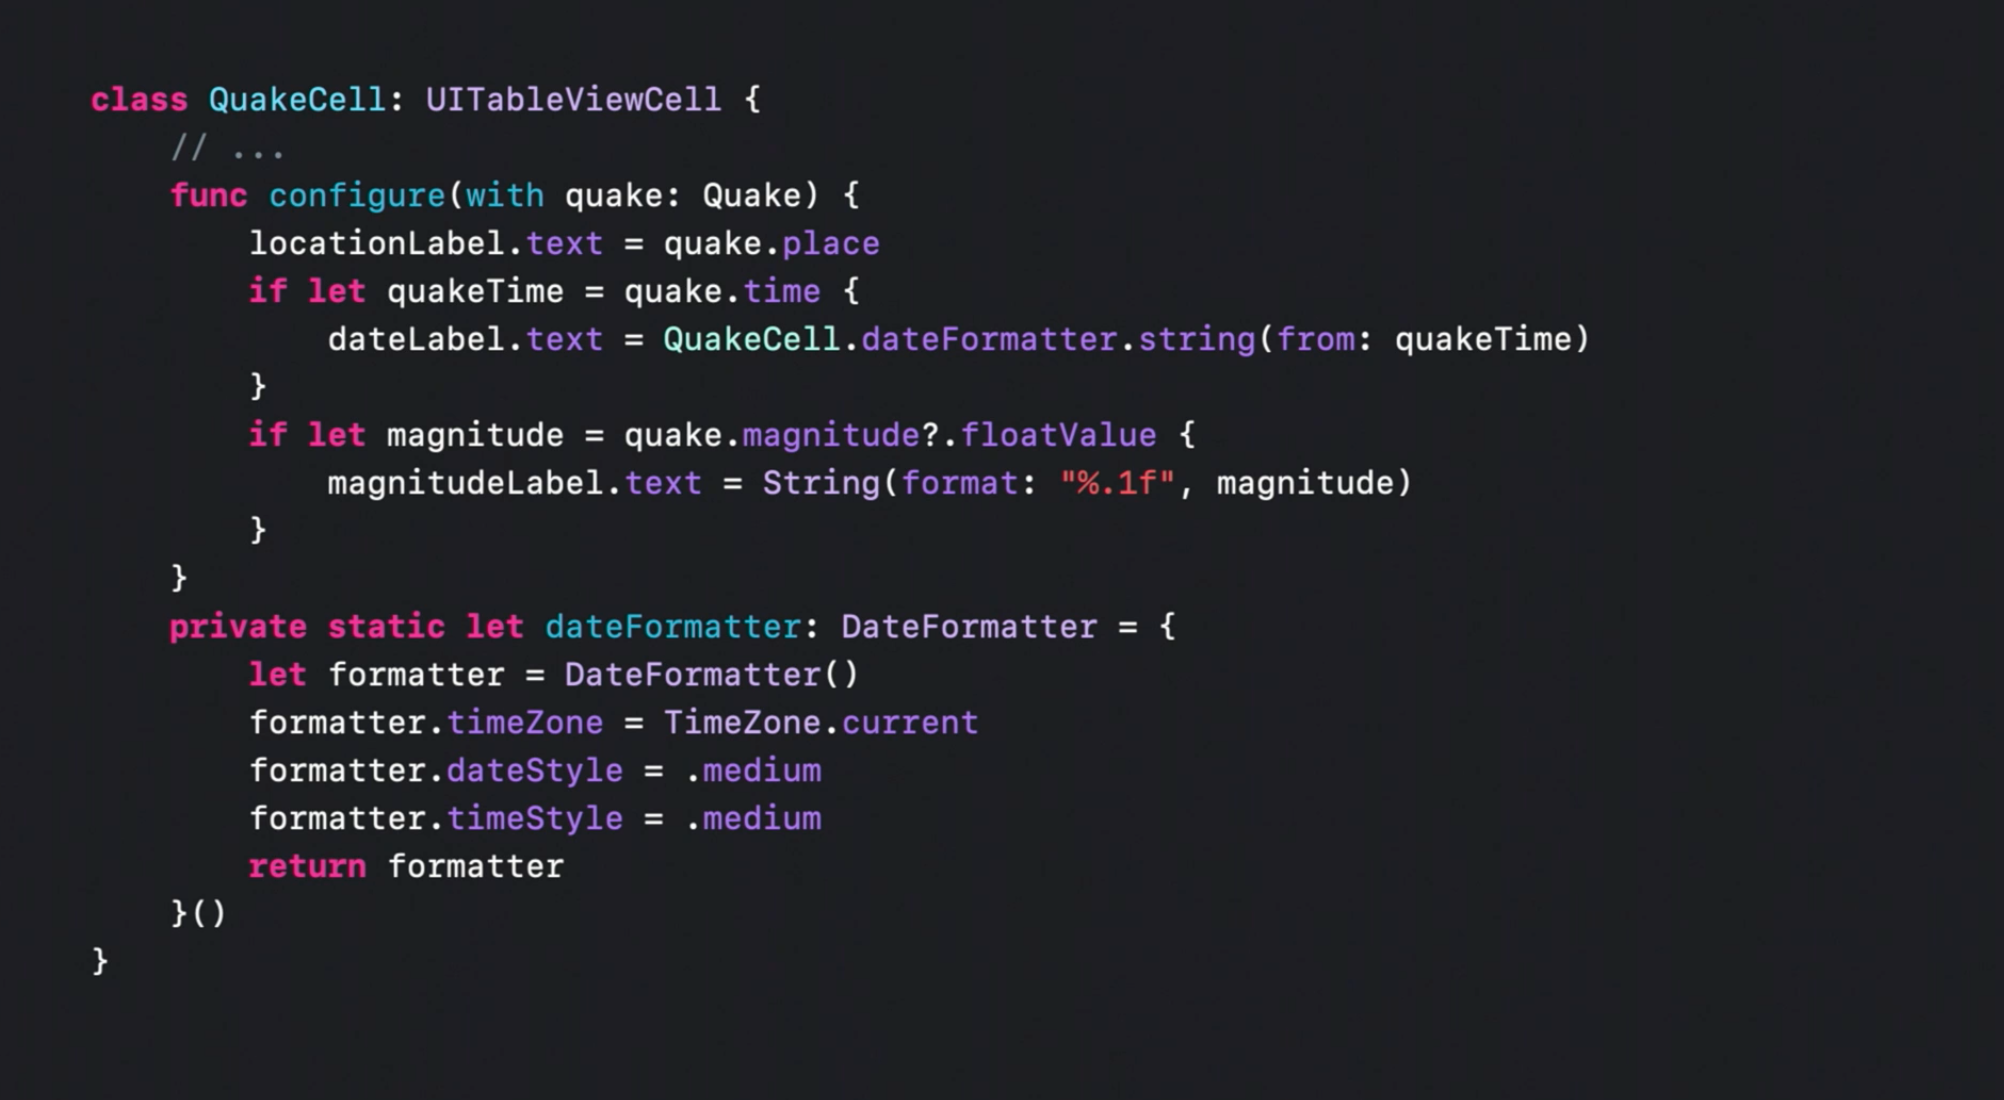 class QuakeCell: UITableViewCell {
    // ...
    func configure(with quake: Quake) {
        locationLabel.text = quake.place
        if let quakeTime = quake.time {
            dateLabel.text = QuakeCell.dateFormatter.string(from: quakeTime)
        }
        if let magnitude = quake.magnitude?.floatValue {
            magnitudeLabel.text = String(format: "%.1f", magnitude)
        }
    }
    private static let dateFormatter: DateFormatter = {
        let formatter = DateFormatter()
        formatter.timeZone = TimeZone.current
        formatter.dateStyle = .medium
        formatter.timeStyle = .medium
        return formatter
    }()
}